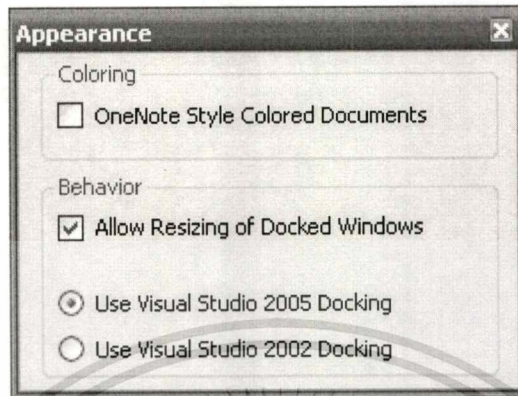 Appearance
Coloring
OneNote Style Colored Documents
Behavior
Allow Resizing of Docked Windows
Use Visual Studio 2005 Docking
Use Visual Studio 2002 Docking